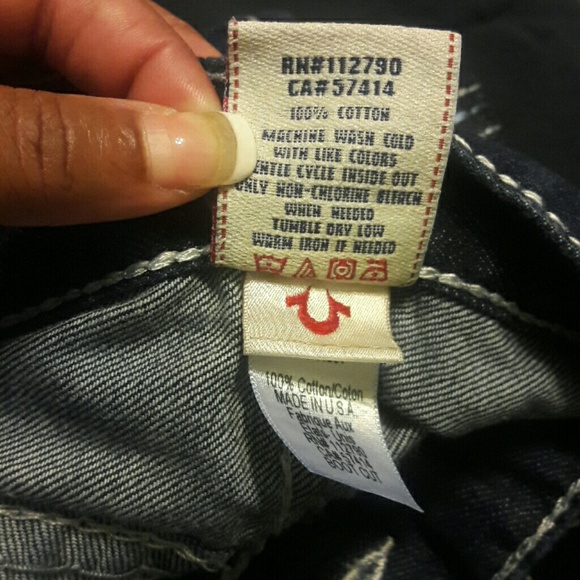 RN#112790
CA#57414
100% COTTON
MACHINE WASH COLD
WITH LIKE COLORS
GENTLE CYCLE INSIDE OUT
ONLY NON-CHLORINE BLEACH
WHEN NEEDED
TUMBLE DRY LOW
WARM IRON IF NEEDED
100% Cotton/Coton
MADE IN U.S.A.
Fabrique Aux